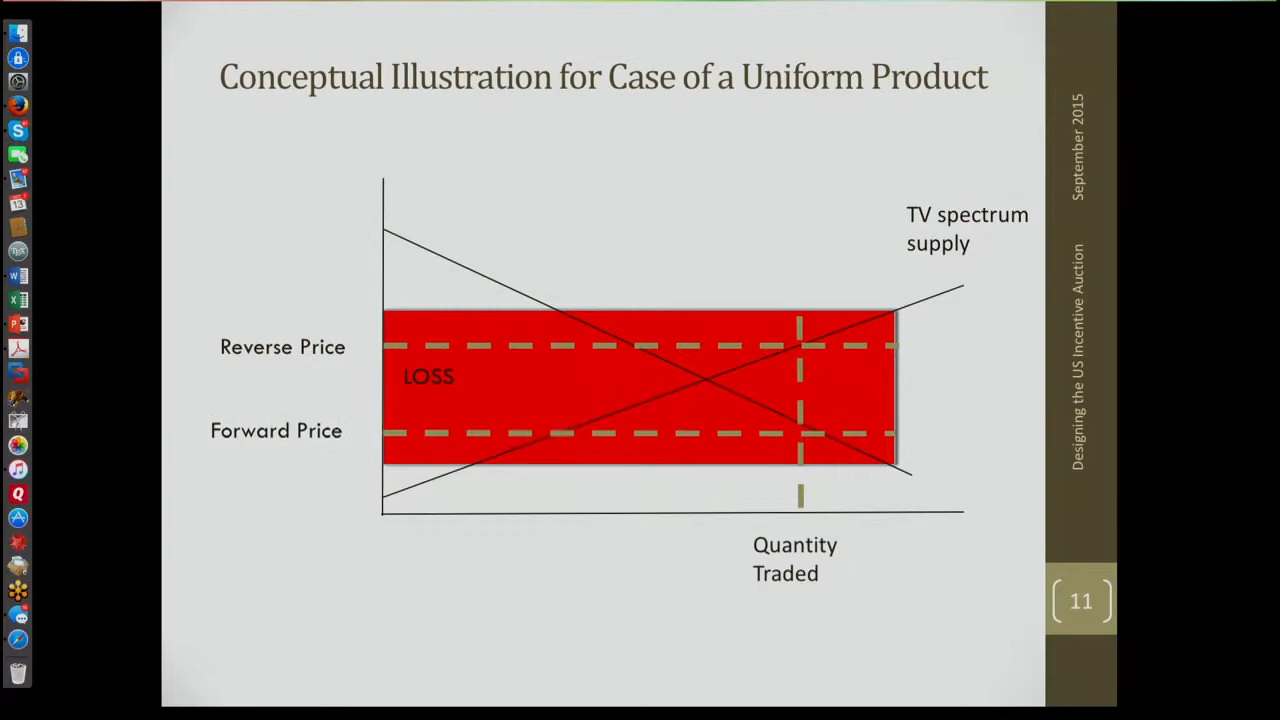 Conceptual Illustration for Case of a Uniform Product
September 2015
TV spectrum
supply
Reverse Price
LOSS
Forward Price
Designing the US Incentive Auction
Quantity
Traded
11